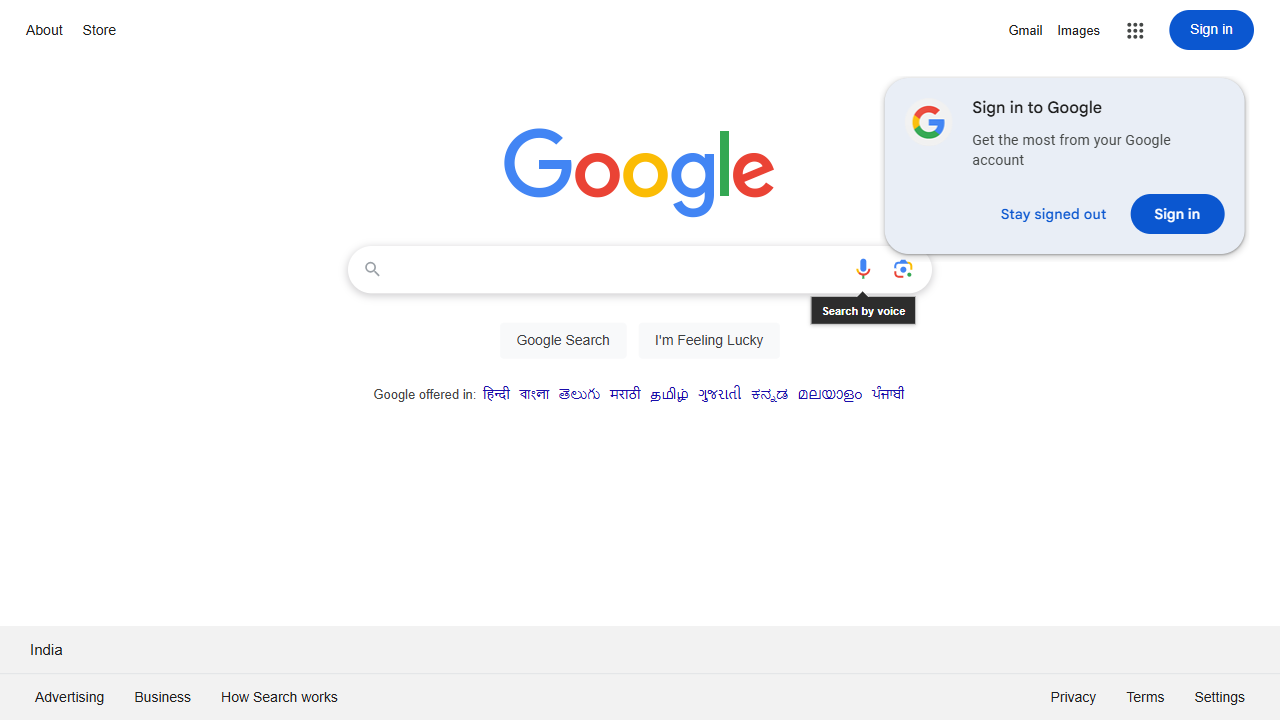 About Store Gmail Images Sign in
Sign in to Google
Get the most from your Google
account
Stay signed out Sign in
Google
Search by voice
Google Search I'm Feeling Lucky
Google offered in: हिन्दी বাংলা తెలుగు मराठी தமிழ் ગુજરાતી ಕನ್ನಡ മലയാളം ਪੰਜਾਬੀ
India
Advertising Business How Search works Privacy Terms Settings